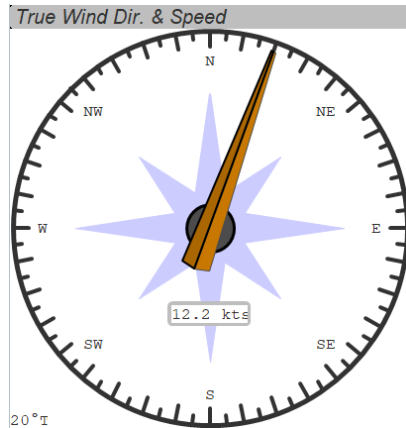 True Wind Dir. & Speed
N
NW
NE
W
E
12.2 kts
SW
SE
S
20°T